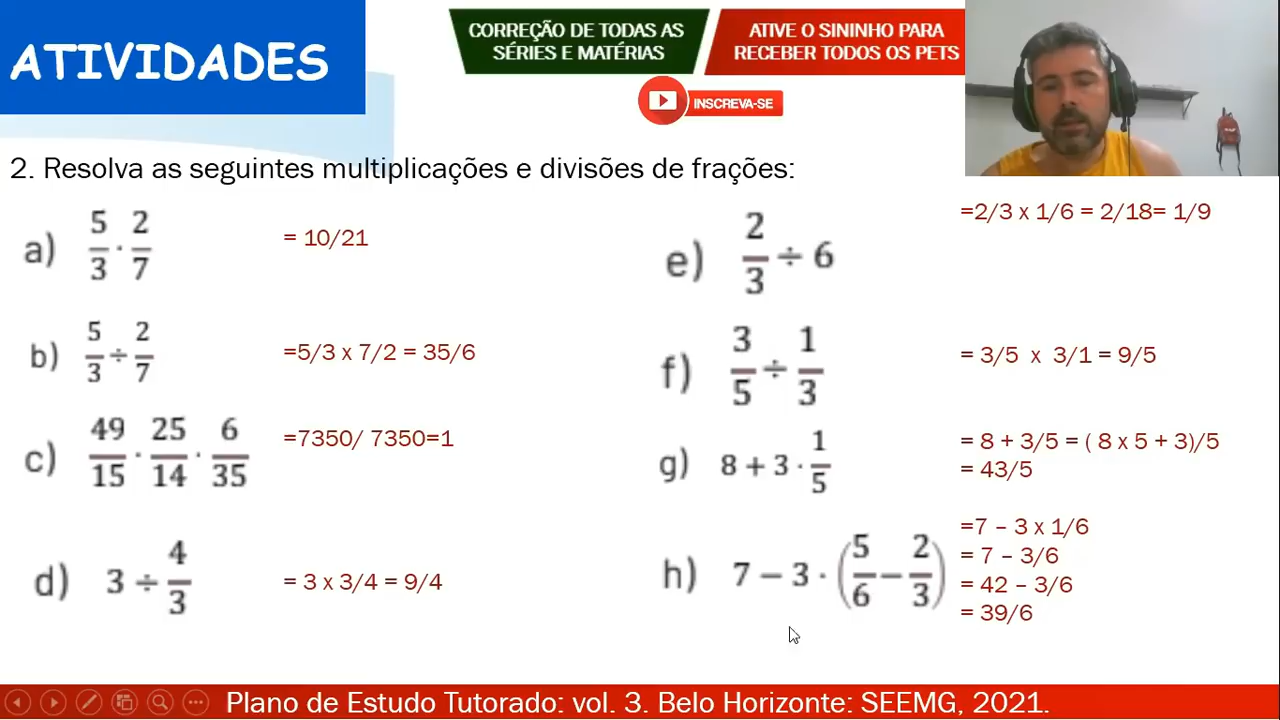 ATIVIDADES
CORREÇÃO DE TODAS AS
SÉRIES E MATÉRIAS
ATIVE O SININHO PARA
RECEBER TODOS OS PETS
INSCREVA-SE
2. Resolva as seguintes multiplicações e divisões de frações:
a) 5/3 · 2/7 = 10/21
b) 5/3 ÷ 2/7 =5/3 x 7/2 = 35/6
c) 49/15 · 25/14 · 6/35 =7350/ 7350=1
d) 3 ÷ 4/3 = 3 x 3/4 = 9/4
e) 2/3 ÷ 6 =2/3 x 1/6 = 2/18= 1/9
f) 3/5 ÷ 1/3 = 3/5 x 3/1 = 9/5
g) 8 + 3 · 1/5 = 8 + 3/5 = ( 8 x 5 + 3)/5
= 43/5
h) 7 − 3 · (5/6 − 2/3) =7 – 3 x 1/6
= 7 – 3/6
= 42 – 3/6
= 39/6
Plano de Estudo Tutorado: vol. 3. Belo Horizonte: SEEMG, 2021.